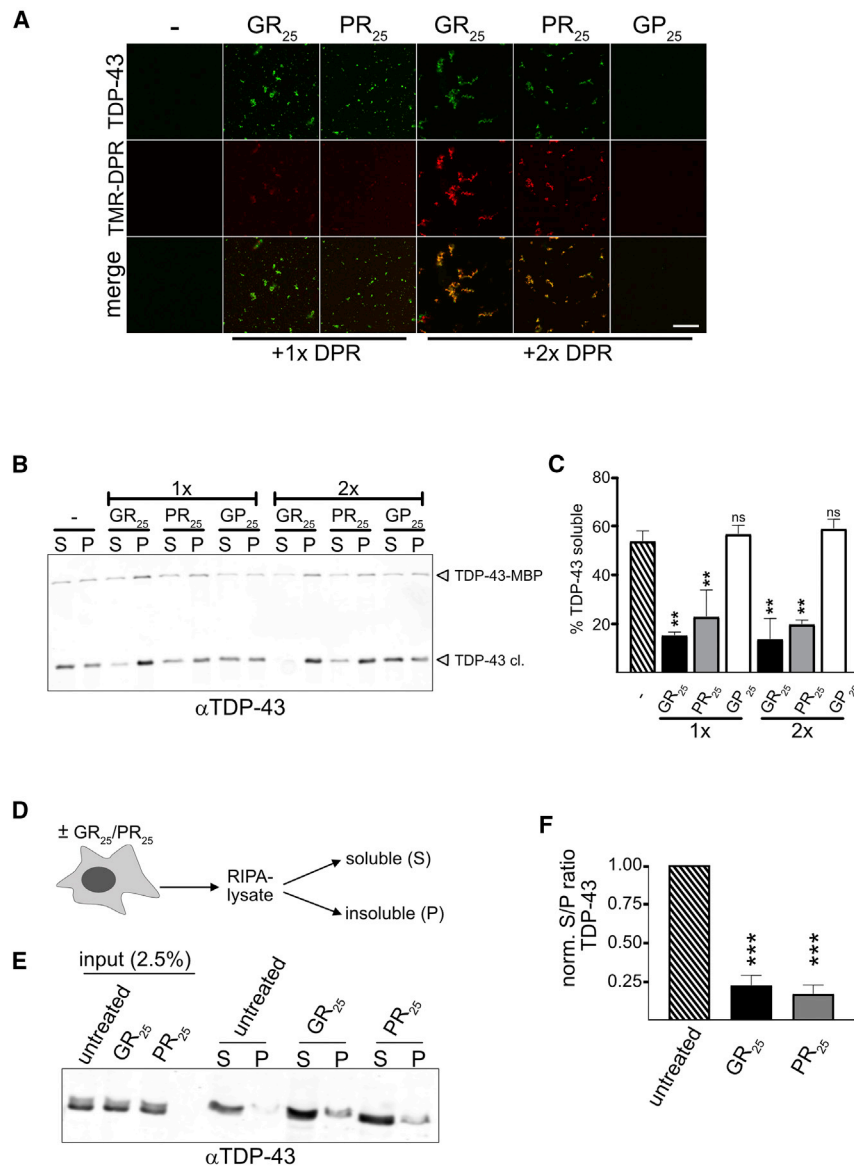 A
- GR25 PR25 GR25 PR25 GP25
TDP-43
TMR-DPR
merge
+1x DPR +2x DPR
B
1x 2x
- GR25 PR25 GP25 GR25 PR25 GP25
S P S P S P S P S P S P S P
TDP-43-MBP
TDP-43 cl.
αTDP-43
C
% TDP-43 soluble
80
60
40
20
** ** ns ** ** ns
- GR25 PR25 GP25 GR25 PR25 GP25
1x 2x
D
± GR25/PR25
RIPA-
lysate
soluble (S)
insoluble (P)
E
input (2.5%)
untreated GR25 PR25 untreated GR25 PR25
S P S P S P
αTDP-43
F
norm. S/P ratio
TDP-43
1.00
0.75
0.50
0.25
*** ***
untreated GR25 PR25